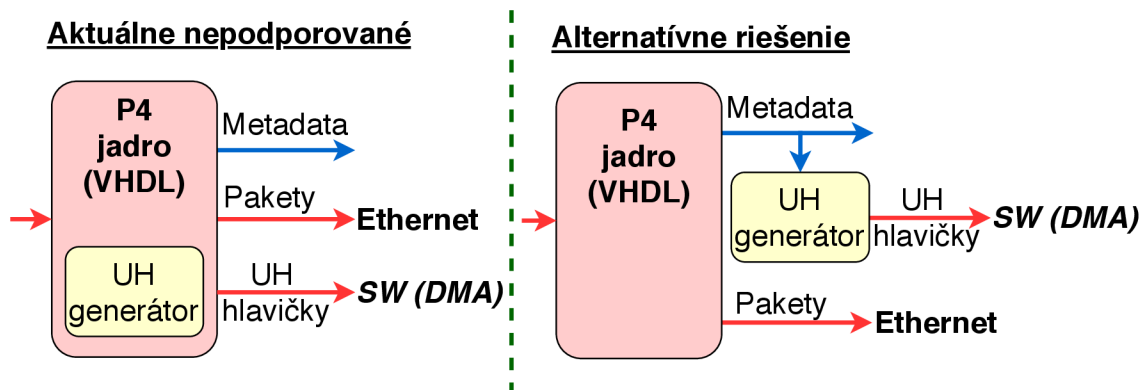 Aktuálne nepodporované
P4
jadro
(VHDL)
Metadata
Pakety
Ethernet
UH
generátor
UH
hlavičky
SW (DMA)
Alternatívne riešenie
P4
jadro
(VHDL)
Metadata
UH
generátor
UH
hlavičky
SW (DMA)
Pakety
Ethernet